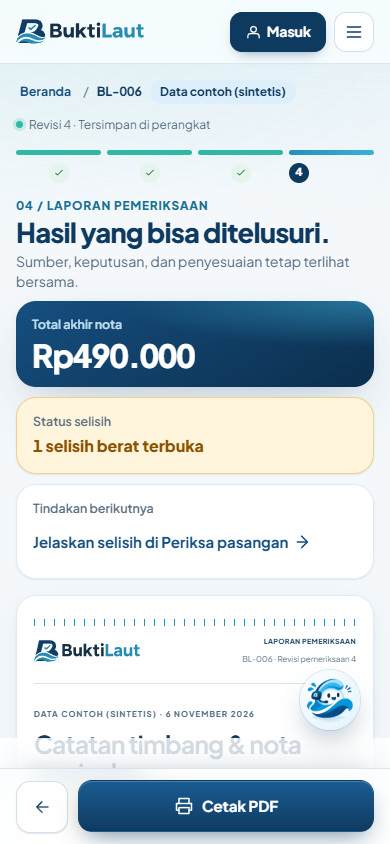 BuktiLaut
Masuk
Beranda / BL-006 Data contoh (sintetis)
Revisi 4 · Tersimpan di perangkat
4
04 / LAPORAN PEMERIKSAAN
Hasil yang bisa ditelusuri.
Sumber, keputusan, dan penyesuaian tetap terlihat
bersama.
Total akhir nota
Rp490.000
Status selisih
1 selisih berat terbuka
Tindakan berikutnya
Jelaskan selisih di Periksa pasangan
BuktiLaut
LAPORAN PEMERIKSAAN
BL-006 · Revisi pemeriksaan 4
DATA CONTOH (SINTETIS) · 6 NOVEMBER 2026
Catatan timbang & nota
Cetak PDF